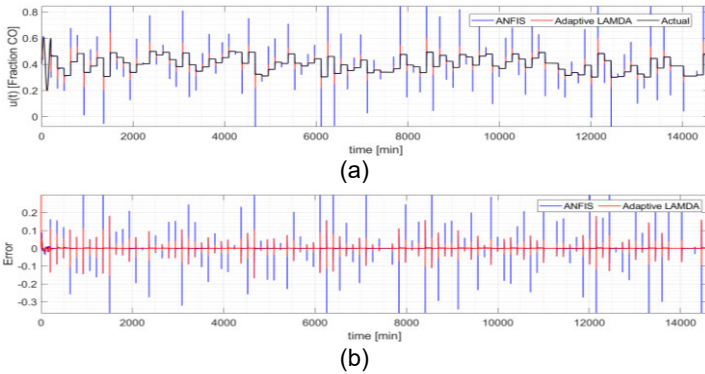 0.8
0.6
0.4
0.2
0
u(t) [Fraction CO]
ANFIS Adaptive LAMDA Actual
0 2000 4000 6000 8000 10000 12000 14000
time [min]
(a)
0.2
0.1
0
-0.1
-0.2
-0.3
Error
ANFIS Adaptive LAMDA
0 2000 4000 6000 8000 10000 12000 14000
time [min]
(b)